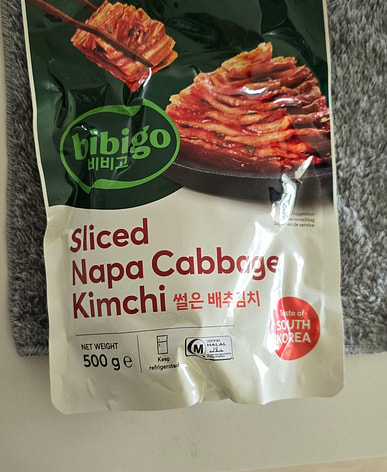 bibigo
비비고
Sliced
Napa Cabbage
Kimchi 썰은 배추김치
Taste of
SOUTH
KOREA
NET WEIGHT
500 g e
Keep
refrigerated
M
HALAL